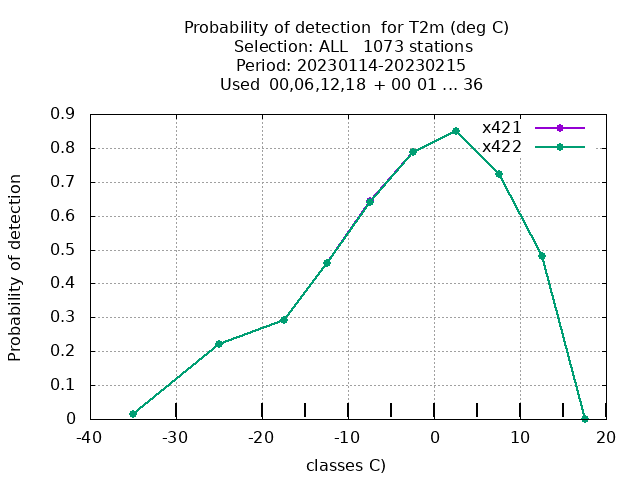 Probability of detection  for T2m (deg C)
Selection: ALL   1073 stations
Period: 20230114-20230215
Used  00,06,12,18  + 00 01 ... 36
x421
x422
Probability of detection
0.9
0.8
0.7
0.6
0.5
0.4
0.3
0.2
0.1
0
-40 -30 -20 -10 0 10 20
classes C)